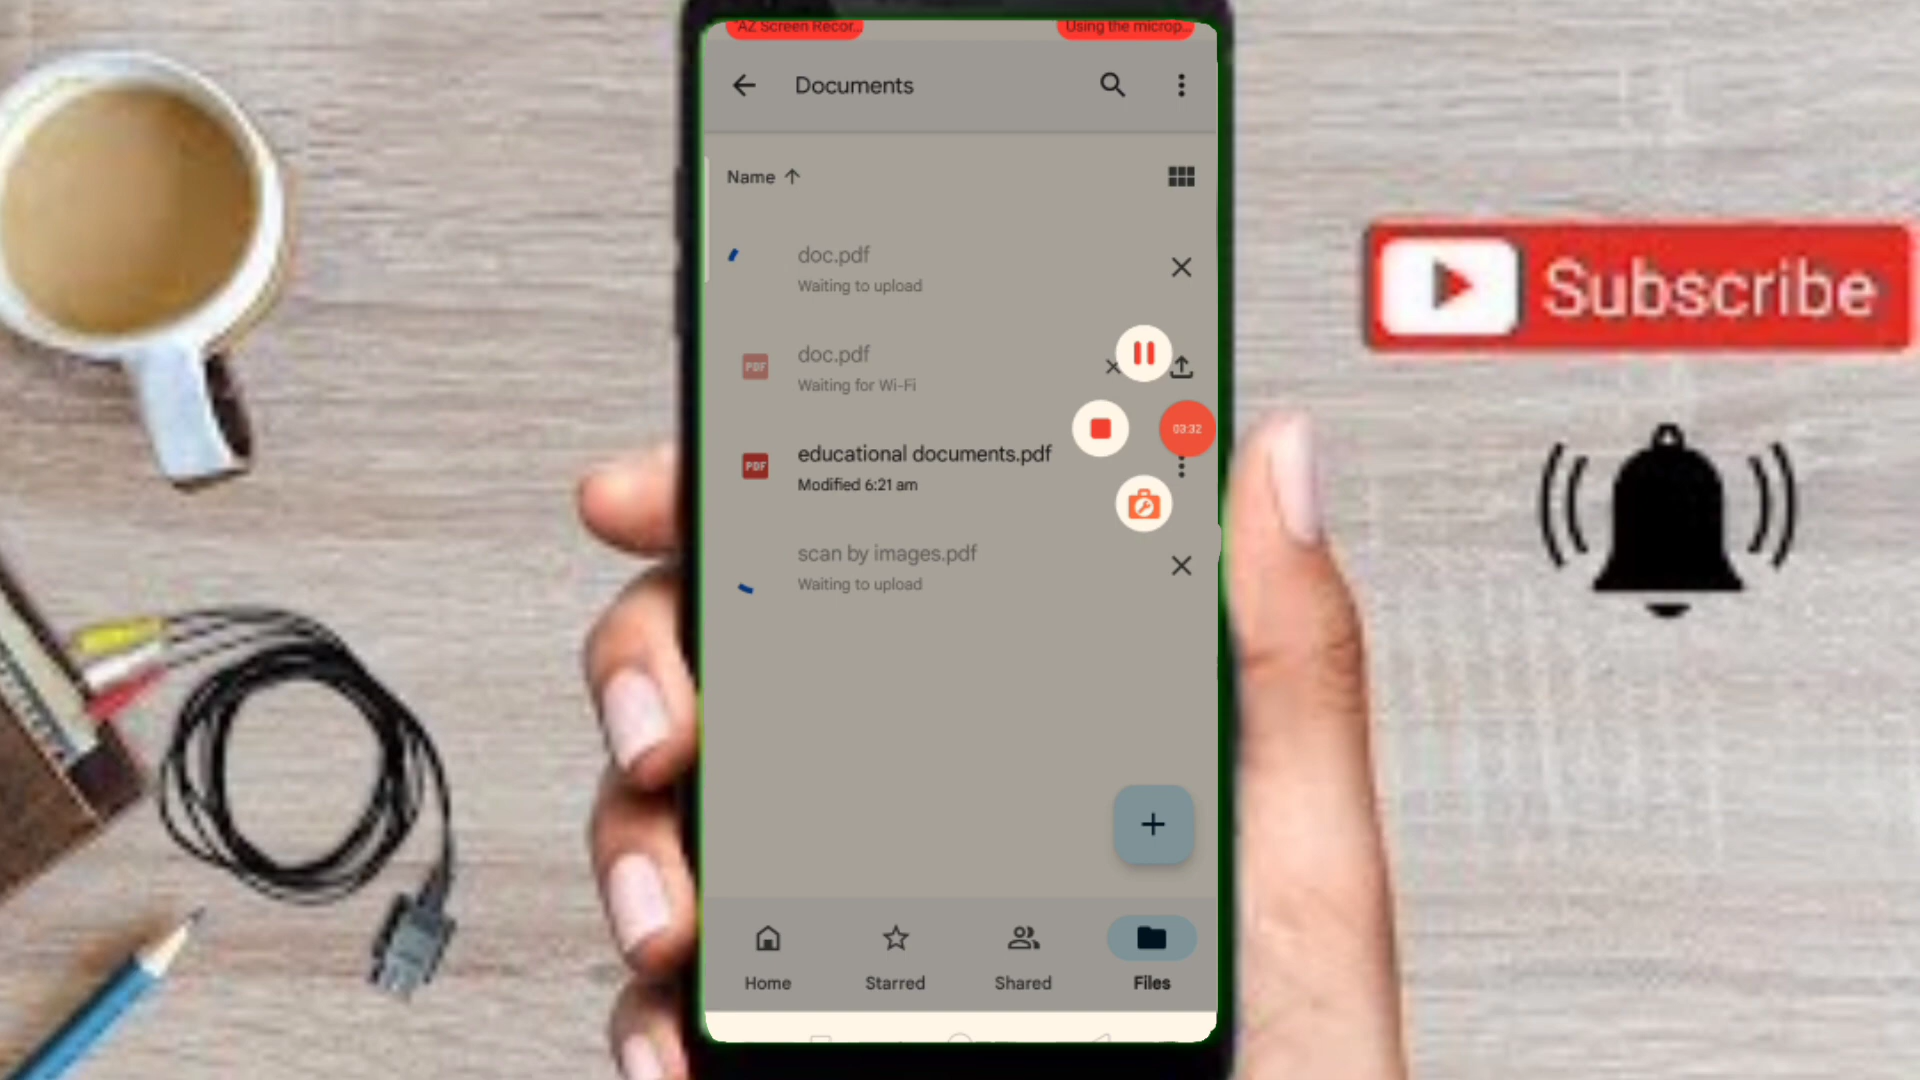 'AZ Screen Recor...
Using the microp...
Documents
Name
doc.pdf
Waiting to upload
doc.pdf
Waiting for Wi-Fi
PDF
educational documents.pdf
Modified 6:21 am
PDF
03:32
scan by images.pdf
Waiting to upload
Home
Starred
Shared
Files
Subscribe